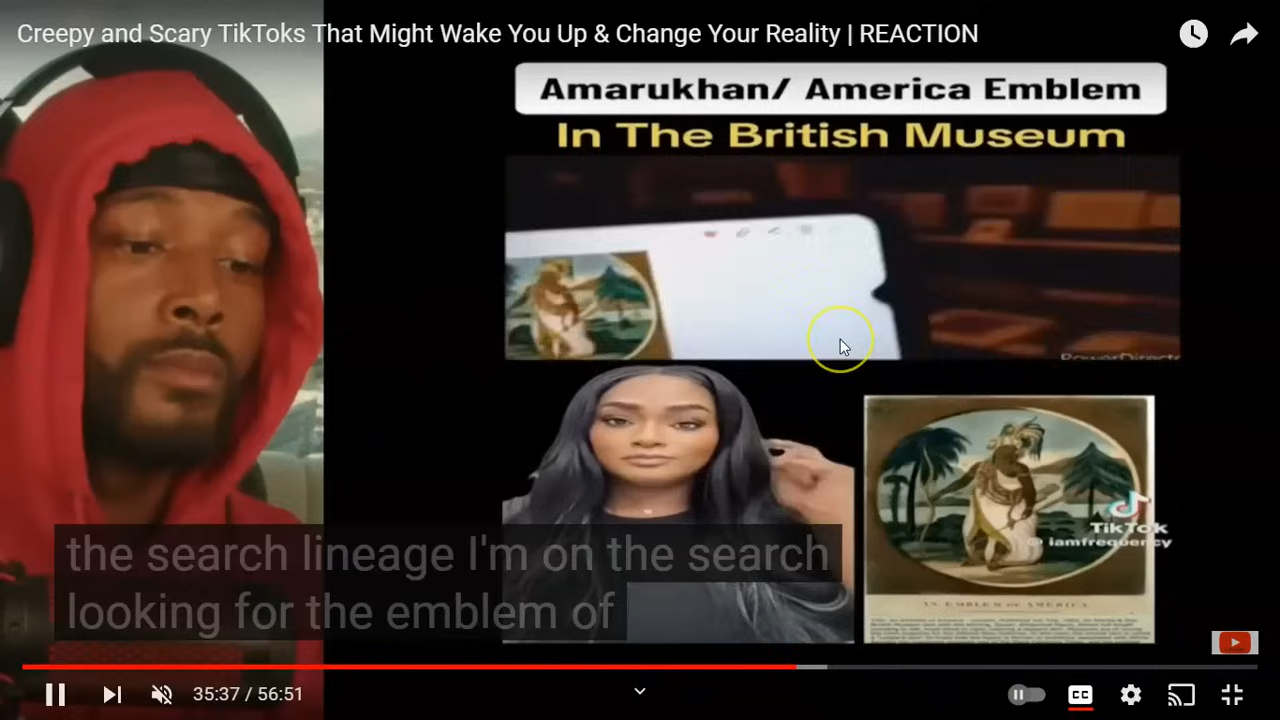 Creepy and Scary TikToks That Might Wake You Up & Change Your Reality | REACTION
Amarukhan/ America Emblem
In The British Museum
PowerDirect
TikTok
@ iamfrequency
AN EMBLEM OF AMERICA
the search lineage I'm on the search
looking for the emblem of
35:37 / 56:51
CC